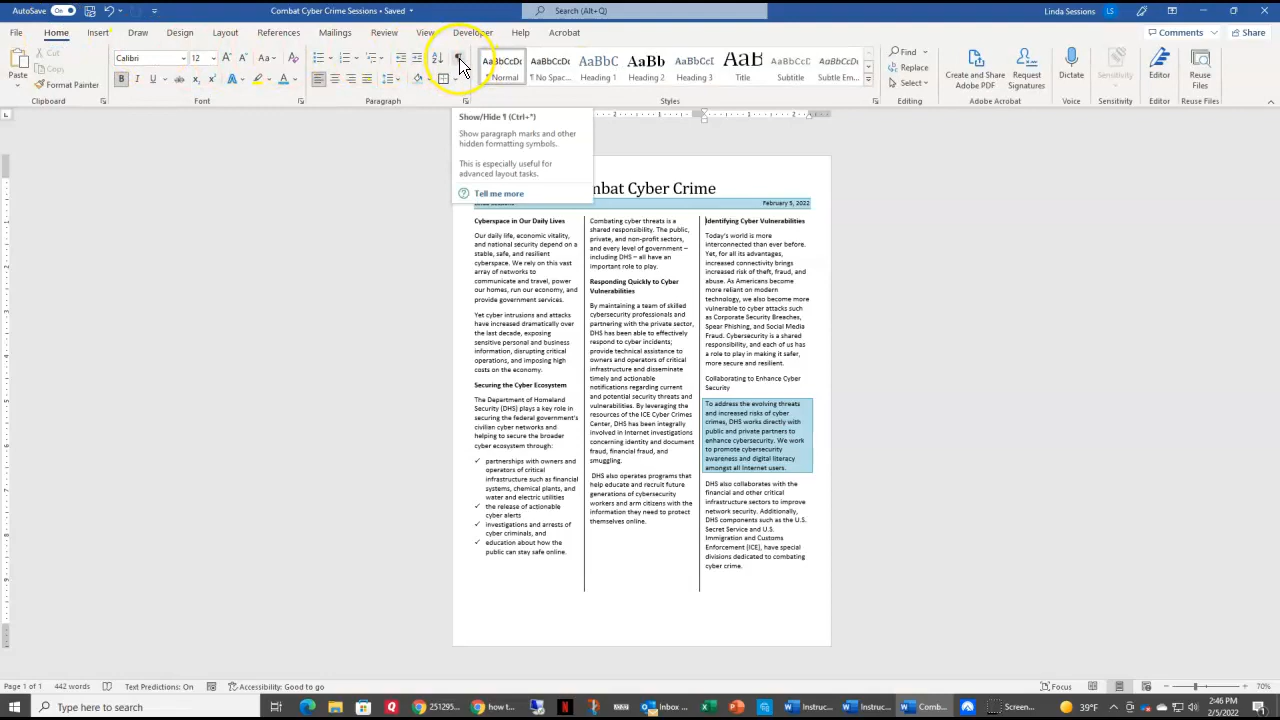 AutoSave On
Combat Cyber Crime • Saved
Search (Alt+Q)
Linda Sessions LS
File Home Insert Draw Design Layout References Mailings Review View Developer Help Acrobat
Comments Share
Paste
Cut
Copy
Format Painter
Clipboard
Calibri 12
Font
Paragraph
AaBbCcDc ¶ Normal
AaBbCcDc ¶ No Spac...
AaBbCc Heading 1
AaBb Heading 2
AaBbCcI Heading 3
AaB Title
AaBbCcD Subtitle
AaBbCcDc Subtle Em...
Styles
Find
Replace
Select
Editing
Create and Share Adobe PDF
Request Signatures
Adobe Acrobat
Dictate
Voice
Sensitivity
Sensitivity
Editor
Editor
Reuse Files
Reuse Files
Show/Hide ¶ (Ctrl+*)
Show paragraph marks and other
hidden formatting symbols.
This is especially useful for
advanced layout tasks.
Tell me more
mbat Cyber Crime
February 5, 2022
Cyberspace in Our Daily Lives
Our daily life, economic vitality,
and national security depend on a
stable, safe, and resilient
cyberspace. We rely on this vast
array of networks to
communicate and travel, power
our homes, run our economy, and
provide government services.
Yet cyber intrusions and attacks
have increased dramatically over
the last decade, exposing
sensitive personal and business
information, disrupting critical
operations, and imposing high
costs on the economy.
Securing the Cyber Ecosystem
The Department of Homeland
Security (DHS) plays a key role in
securing the federal government's
civilian cyber networks and
helping to secure the broader
cyber ecosystem through:
✓ partnerships with owners and
operators of critical
infrastructure such as financial
systems, chemical plants, and
water and electric utilities
✓ the release of actionable
cyber alerts
✓ investigations and arrests of
cyber criminals, and
✓ education about how the
public can stay safe online.
Combating cyber threats is a
shared responsibility. The public,
private, and non-profit sectors,
and every level of government –
including DHS – all have an
important role to play.
Responding Quickly to Cyber
Vulnerabilities
By maintaining a team of skilled
cybersecurity professionals and
partnering with the private sector,
DHS has been able to effectively
respond to cyber incidents;
provide technical assistance to
owners and operators of critical
infrastructure and disseminate
timely and actionable
notifications regarding current
and potential security threats and
vulnerabilities. By leveraging the
resources of the ICE Cyber Crimes
Center, DHS has been integrally
involved in Internet investigations
concerning identity and document
fraud, financial fraud, and
smuggling.
DHS also operates programs that
help educate and recruit future
generations of cybersecurity
workers and arm citizens with the
information they need to protect
themselves online.
Identifying Cyber Vulnerabilities
Today's world is more
interconnected than ever before.
Yet, for all its advantages,
increased connectivity brings
increased risk of theft, fraud, and
abuse. As Americans become
more reliant on modern
technology, we also become more
vulnerable to cyber attacks such
as Corporate Security Breaches,
Spear Phishing, and Social Media
Fraud. Cybersecurity is a shared
responsibility, and each of us has
a role to play in making it safer,
more secure and resilient.
Collaborating to Enhance Cyber
Security
To address the evolving threats
and increased risks of cyber
crimes, DHS works directly with
public and private partners to
enhance cybersecurity. We work
to promote cybersecurity
awareness and digital literacy
amongst all Internet users.
DHS also collaborates with the
financial and other critical
infrastructure sectors to improve
network security. Additionally,
DHS components such as the U.S.
Secret Service and U.S.
Immigration and Customs
Enforcement (ICE), have special
divisions dedicated to combating
cyber crime.
Page 1 of 1 442 words Text Predictions: On Accessibility: Good to go Focus 70%
Type here to search 251295... how t... Inbox ... Instruc... Instruc... Comb... Screen... 39°F 2:46 PM
2/5/2022